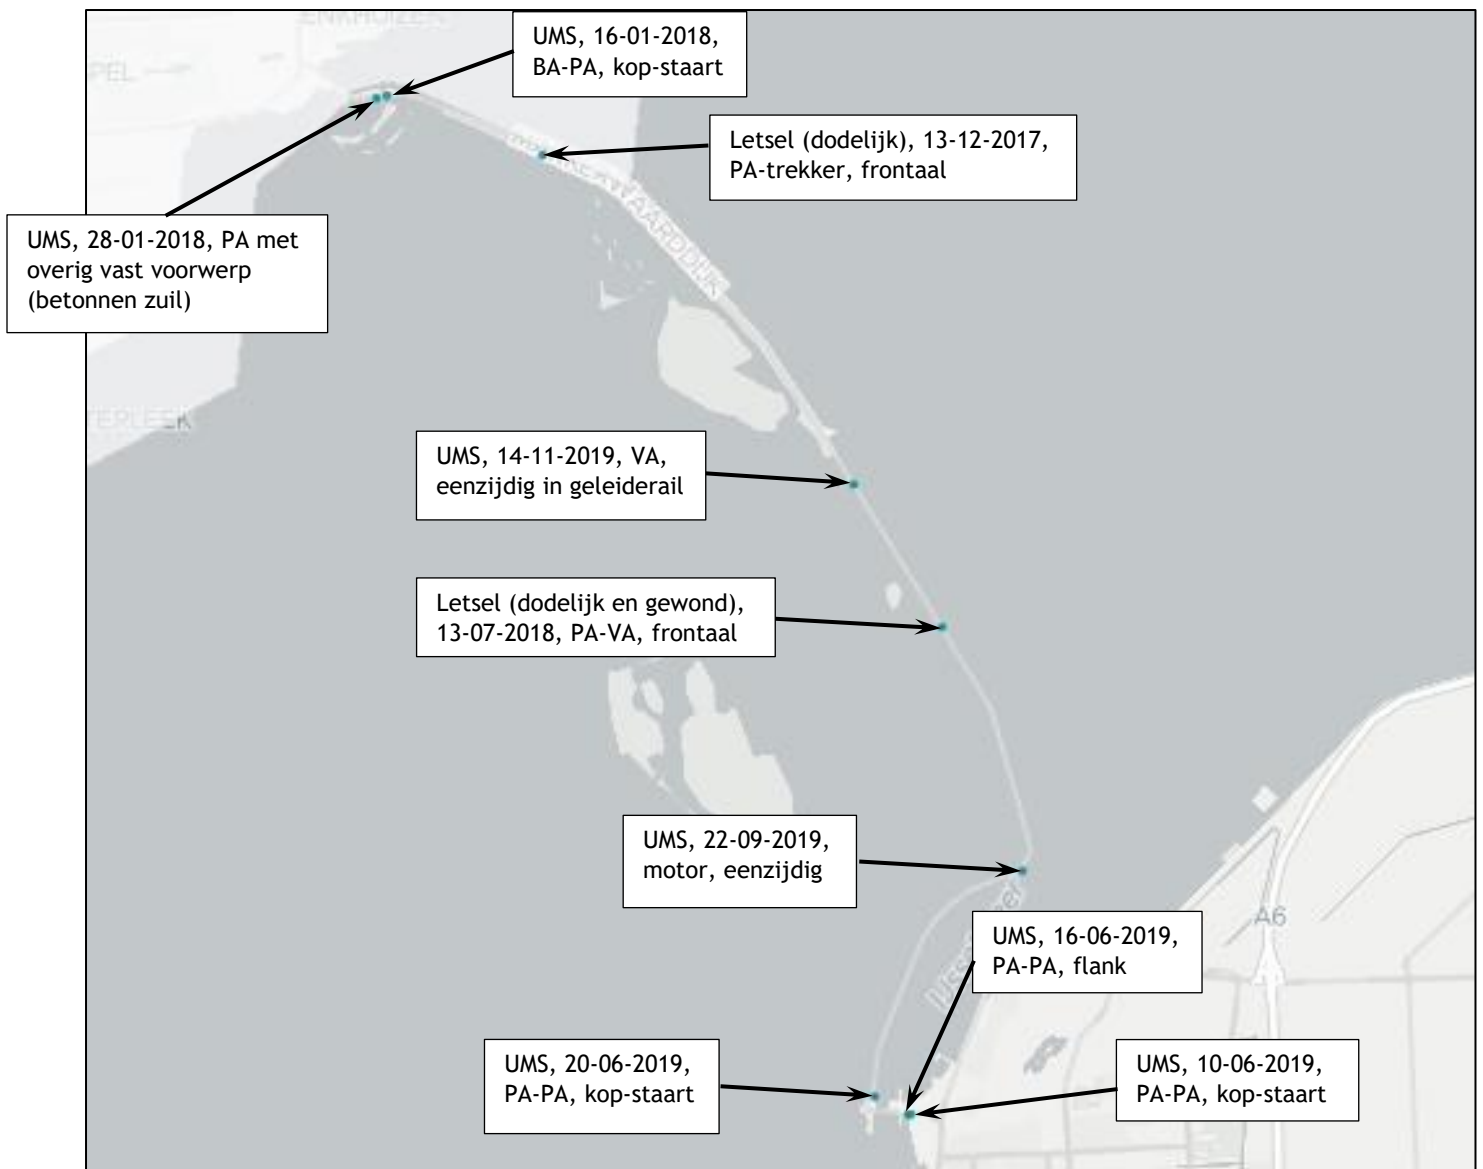 ENKHUIZEN
UMS, 16-01-2018,
BA-PA, kop-staart
Letsel (dodelijk), 13-12-2017,
PA-trekker, frontaal
UMS, 28-01-2018, PA met
overig vast voorwerp
(betonnen zuil)
TERLEEK
UMS, 14-11-2019, VA,
eenzijdig in geleiderail
Letsel (dodelijk en gewond),
13-07-2018, PA-VA, frontaal
UMS, 22-09-2019,
motor, eenzijdig
A6
UMS, 16-06-2019,
PA-PA, flank
UMS, 20-06-2019,
PA-PA, kop-staart
UMS, 10-06-2019,
PA-PA, kop-staart